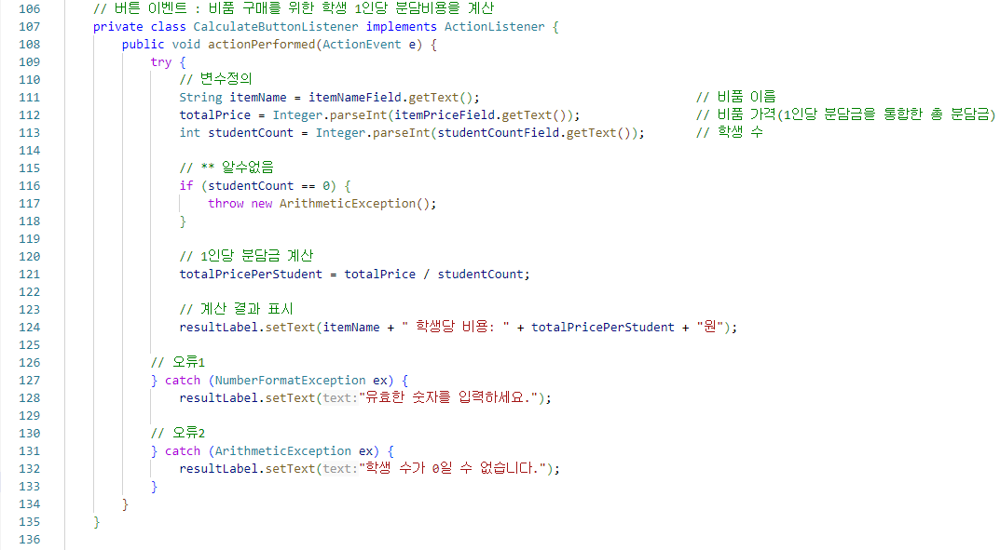 106 // 버튼 이벤트 : 비품 구매를 위한 학생 1인당 분담비용을 계산
107 private class CalculateButtonListener implements ActionListener {
108 public void actionPerformed(ActionEvent e) {
109 try {
110 // 변수정의
111 String itemName = itemNameField.getText(); // 비품 이름
112 totalPrice = Integer.parseInt(itemPriceField.getText()); // 비품 가격(1인당 분담금을 통합한 총 분담금)
113 int studentCount = Integer.parseInt(studentCountField.getText()); // 학생 수
114
115 // ** 알수없음
116 if (studentCount == 0) {
117 throw new ArithmeticException();
118 }
119
120 // 1인당 분담금 계산
121 totalPricePerStudent = totalPrice / studentCount;
122
123 // 계산 결과 표시
124 resultLabel.setText(itemName + " 학생당 비용: " + totalPricePerStudent + "원");
125
126 // 오류1
127 } catch (NumberFormatException ex) {
128 resultLabel.setText(text:"유효한 숫자를 입력하세요.");
129
130 // 오류2
131 } catch (ArithmeticException ex) {
132 resultLabel.setText(text:"학생 수가 0일 수 없습니다.");
133 }
134 }
135 }
136